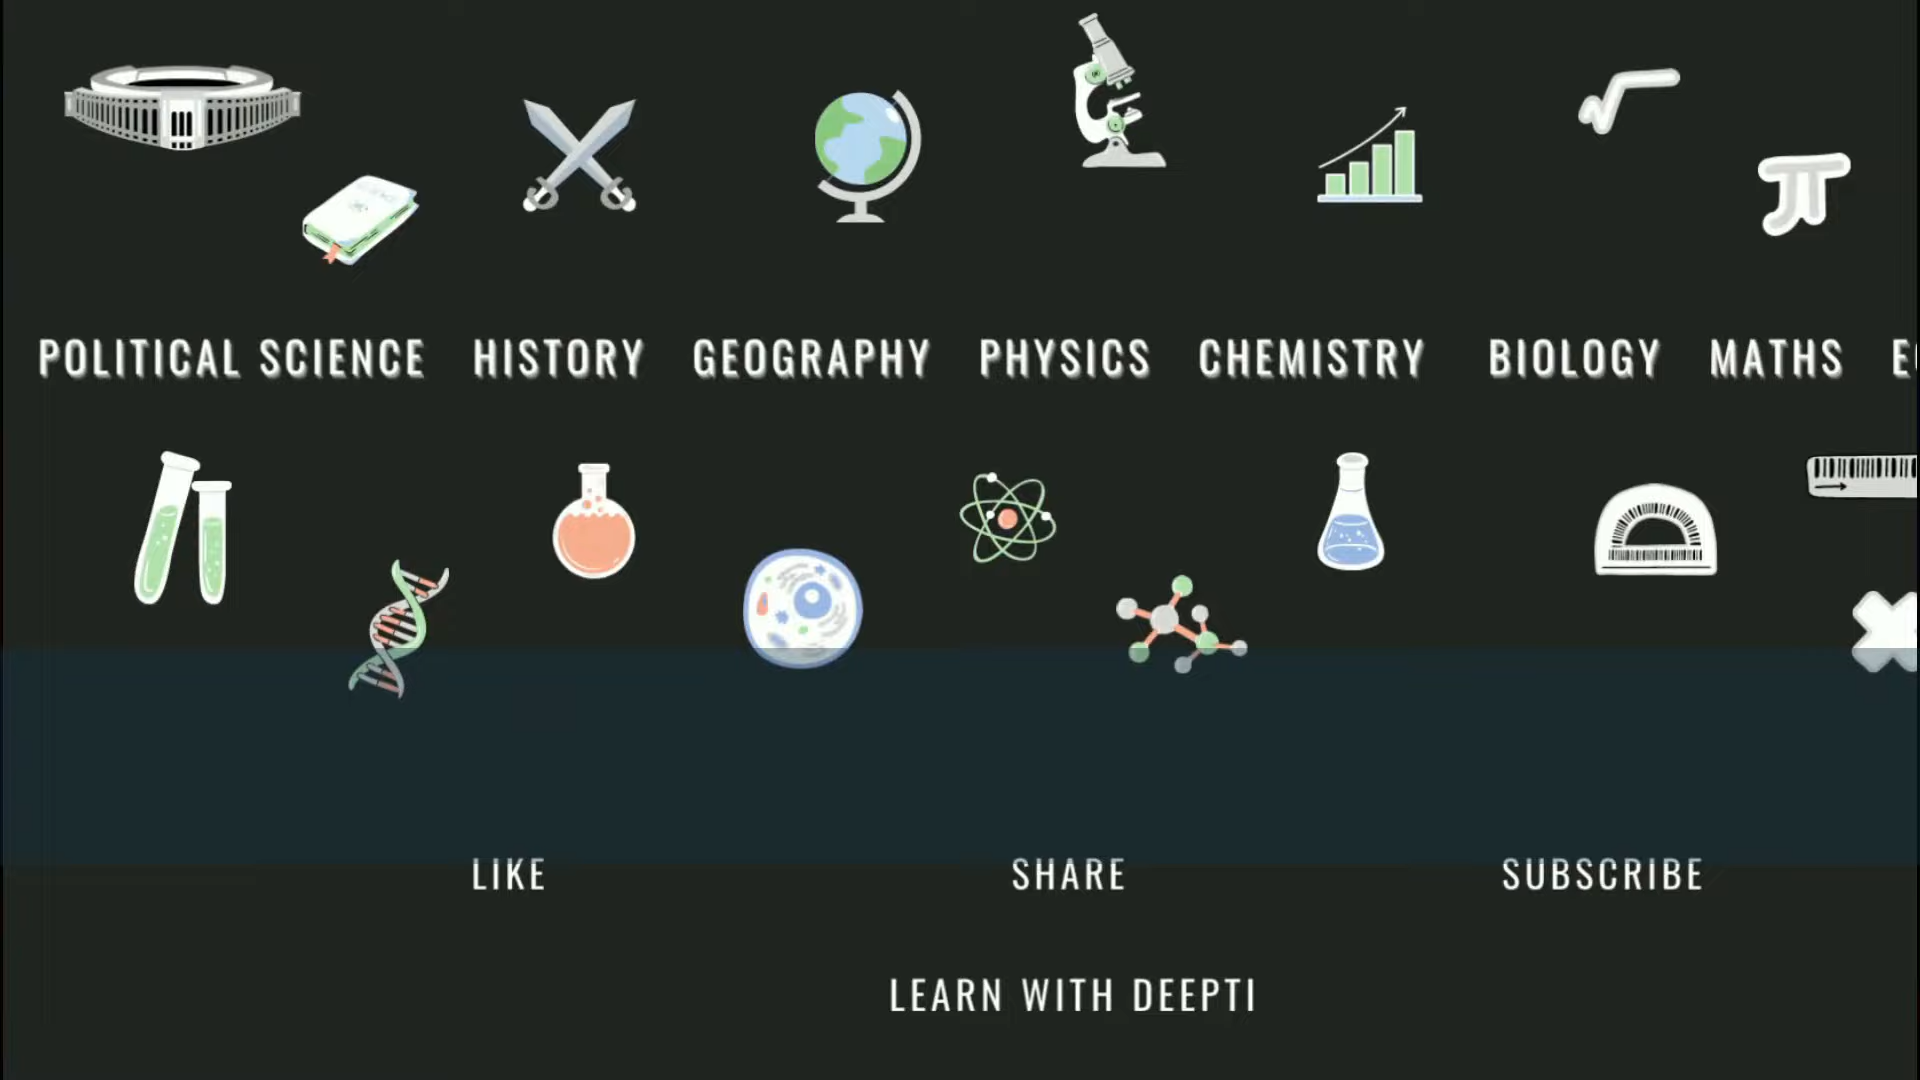 POLITICAL SCIENCE HISTORY GEOGRAPHY PHYSICS CHEMISTRY BIOLOGY MATHS
LIKE SHARE SUBSCRIBE
LEARN WITH DEEPTI